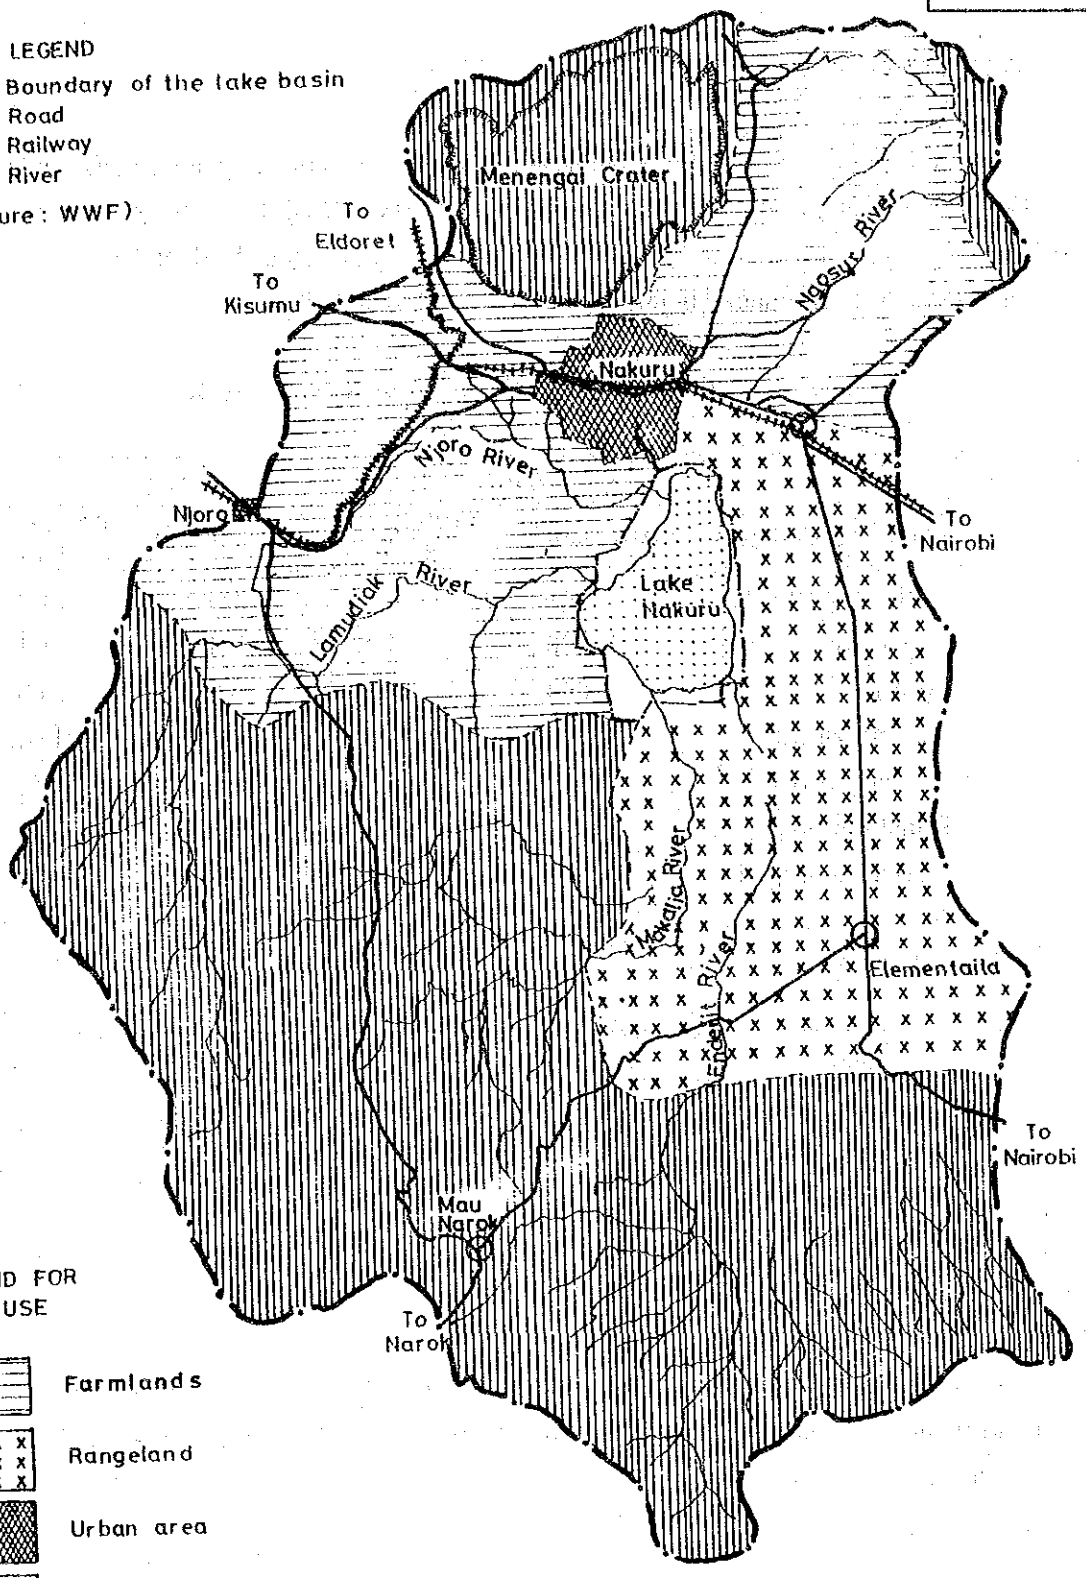 LEGEND
Boundary of the lake basin
Road
Railway
River
ure : WWF)
To
Eldoret
To
Kisumu
Menengai Crater
Ngosur River
Nakuru
Njoro River
Njoro
To
Nairobi
Lake
Nakuru
Lamudiak River
Makalia River
Enderit River
Elementaita
To
Nairobi
Mau
Narok
To
Narok
D FOR
USE
Farmlands
Rangeland
Urban area